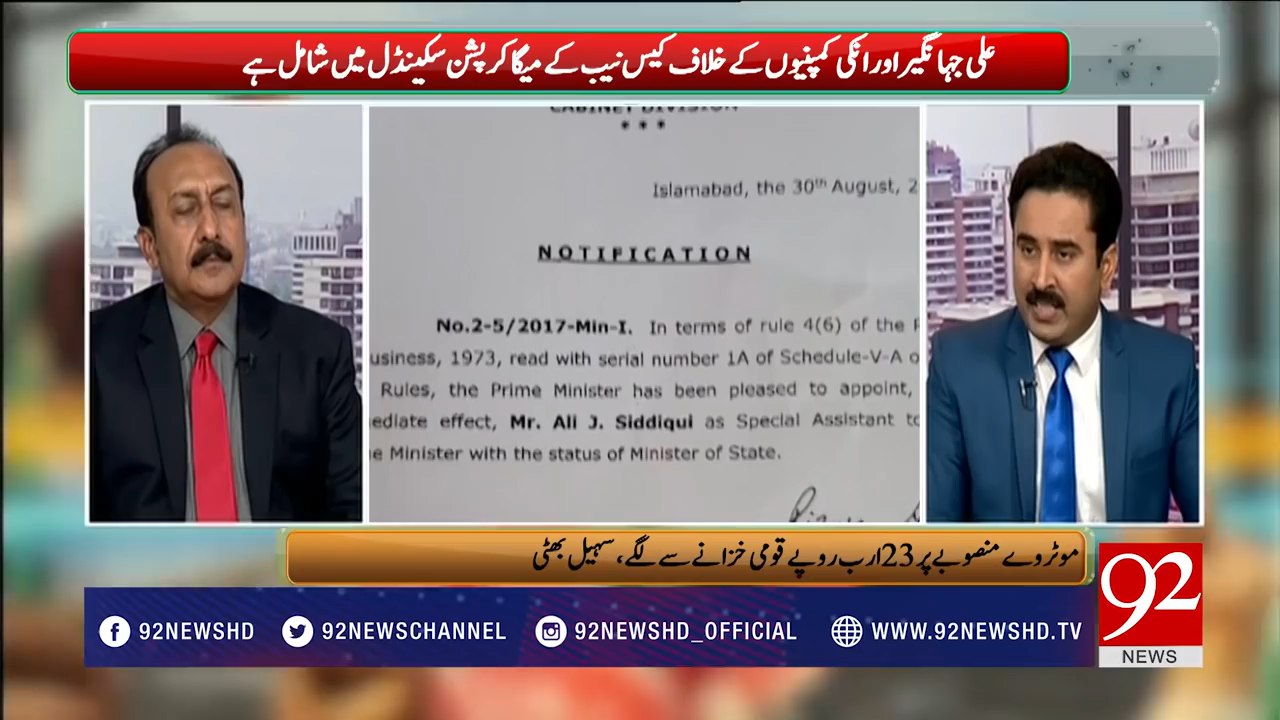 علی جہانگیر اور انکی کمپنیوں کے خلاف کیس نیب کے میگا کرپشن سکینڈل میں شامل ہے
CABINET DIVISION
***
Islamabad, the 30th August, 2
NOTIFICATION
No.2-5/2017-Min-I. In terms of rule 4(6) of the
usiness, 1973, read with serial number 1A of Schedule-V-A o
Rules, the Prime Minister has been pleased to appoint,
ediate effect, Mr. Ali J. Siddiqui as Special Assistant to
e Minister with the status of Minister of State.
موٹروے منصوبے پر 23 ارب روپے قومی خزانے سے لگے، سہیل بھٹی
92 NEWS
92NEWSHD
92NEWSCHANNEL
92NEWSHD_OFFICIAL
WWW.92NEWSHD.TV